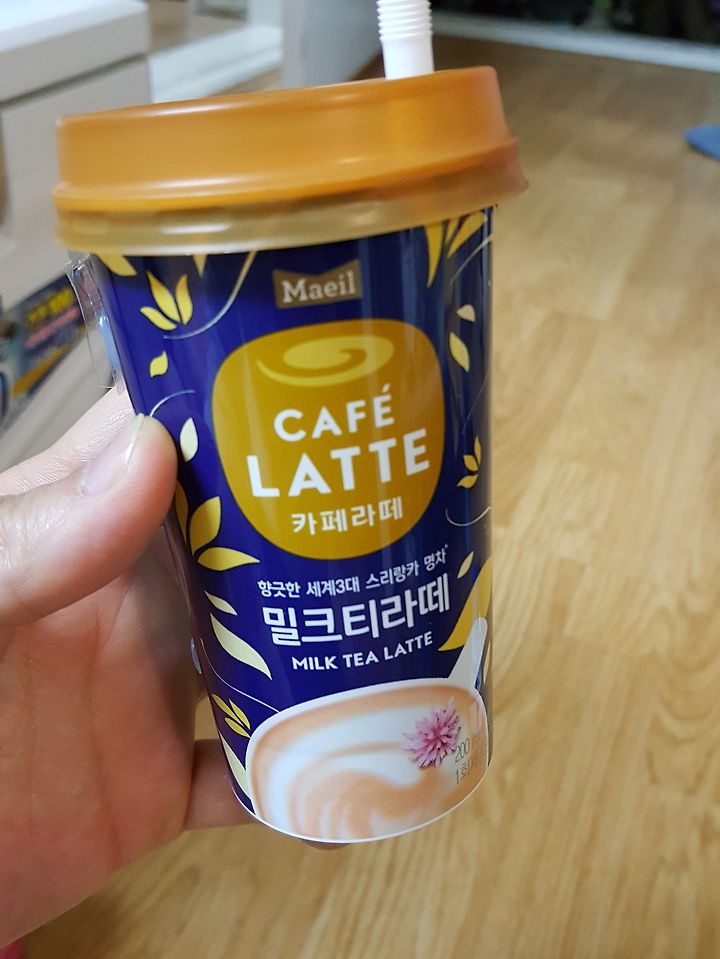 Maeil
CAFÉ
LATTE
카페라떼
향긋한 세계3대 스리랑카 명차*
밀크티라떼
MILK TEA LATTE
200